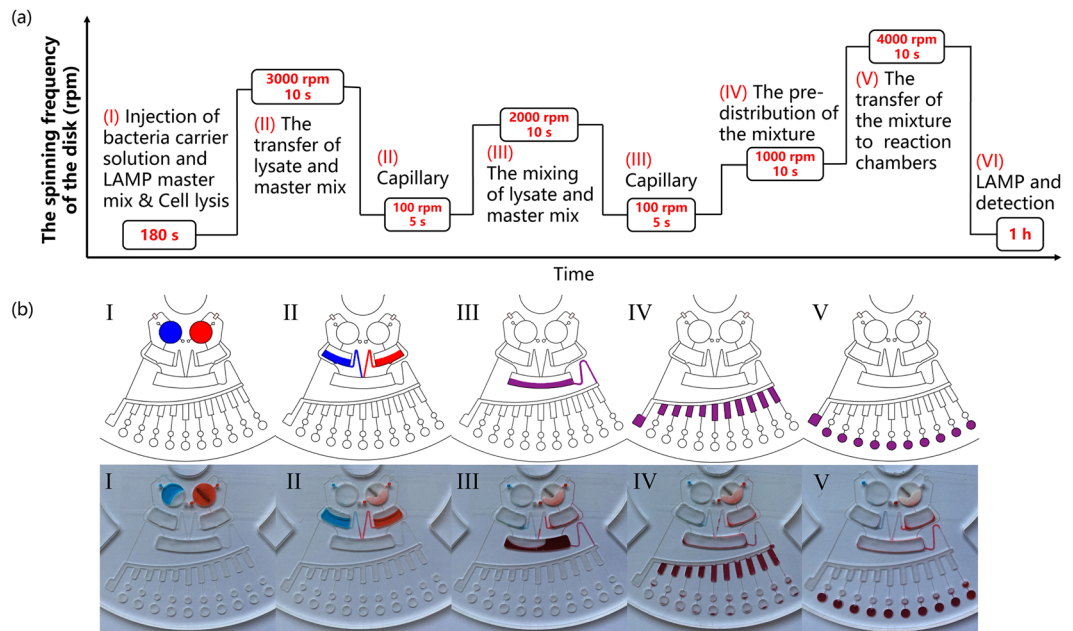 (a)
The spinning frequency
of the disk (rpm)
(I) Injection of
bacteria carrier
solution and
LAMP master
mix & Cell lysis
180 s
3000 rpm
10 s
(II) The
transfer of
lysate and
master mix
(II)
Capillary
100 rpm
5 s
2000 rpm
10 s
(III)
The mixing
of lysate and
master mix
(III)
Capillary
100 rpm
5 s
(IV) The pre-
distribution of
the mixture
1000 rpm
10 s
4000 rpm
10 s
(V) The
transfer of
the mixture
to reaction
chambers
(VI)
LAMP and
detection
1 h
Time
(b)
I
II
III
IV
V
I
II
III
IV
V